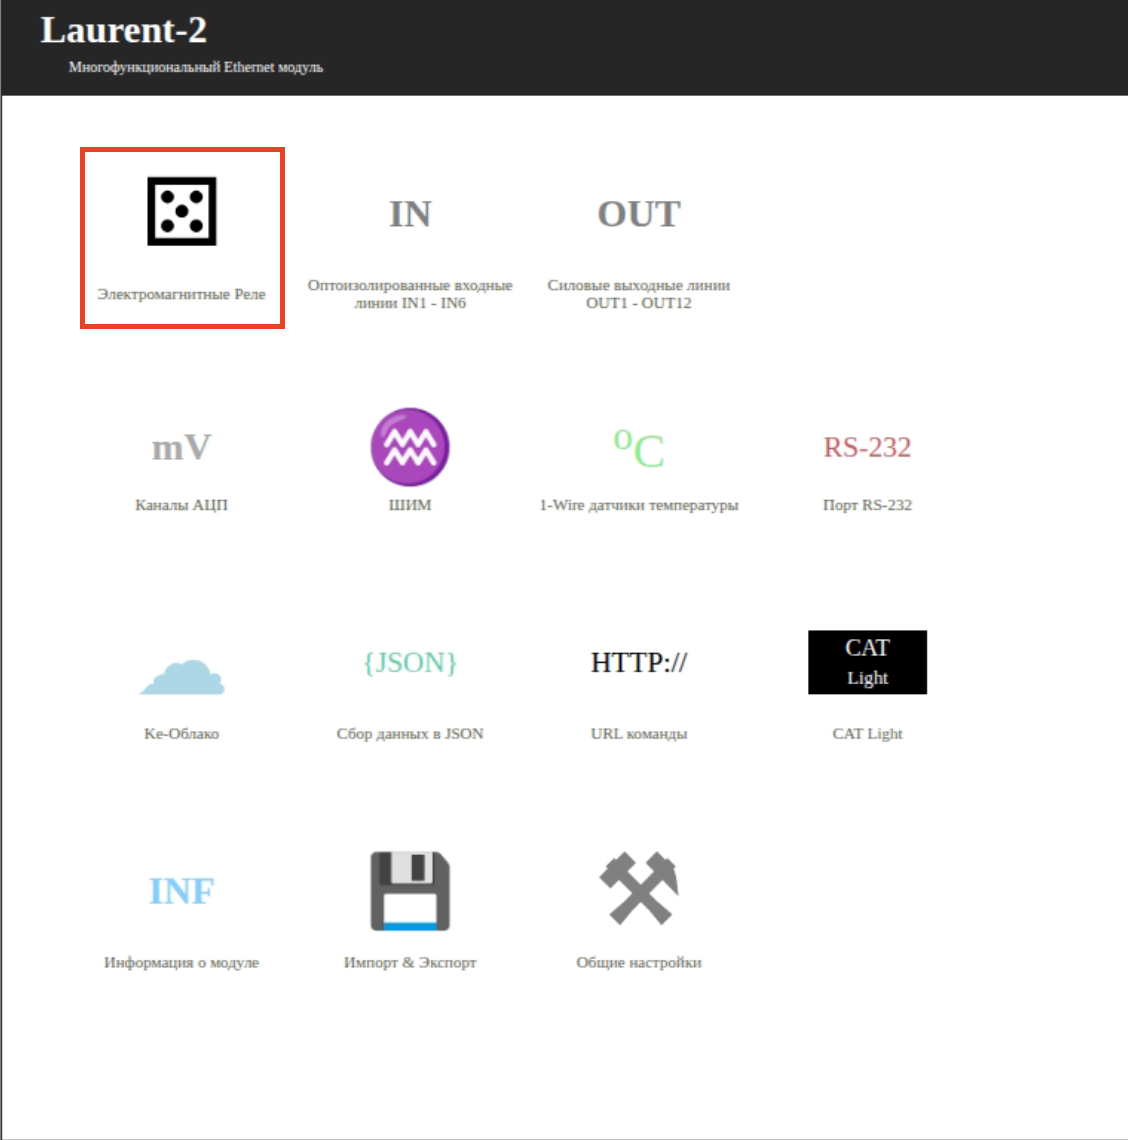 Laurent-2
Многофункциональный Ethernet модуль
IN
OUT
Электромагнитные Реле
Оптоизолированные входные
линии IN1 - IN6
Силовые выходные линии
OUT1 - OUT12
mV
°C
RS-232
Каналы АЦП
ШИМ
1-Wire датчики температуры
Порт RS-232
{JSON}
HTTP://
CAT
Light
Ke-Облако
Сбор данных в JSON
URL команды
CAT Light
INF
Информация о модуле
Импорт & Экспорт
Общие настройки